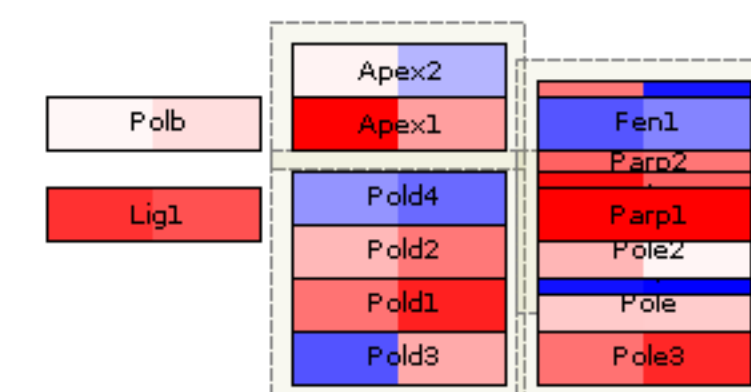 Apex2
Polb
Apex1
Fen1
Parp2
Pold4
Lig1
Parp1
Pold2
Pole2
Pold1
Pole
Pold3
Pole3